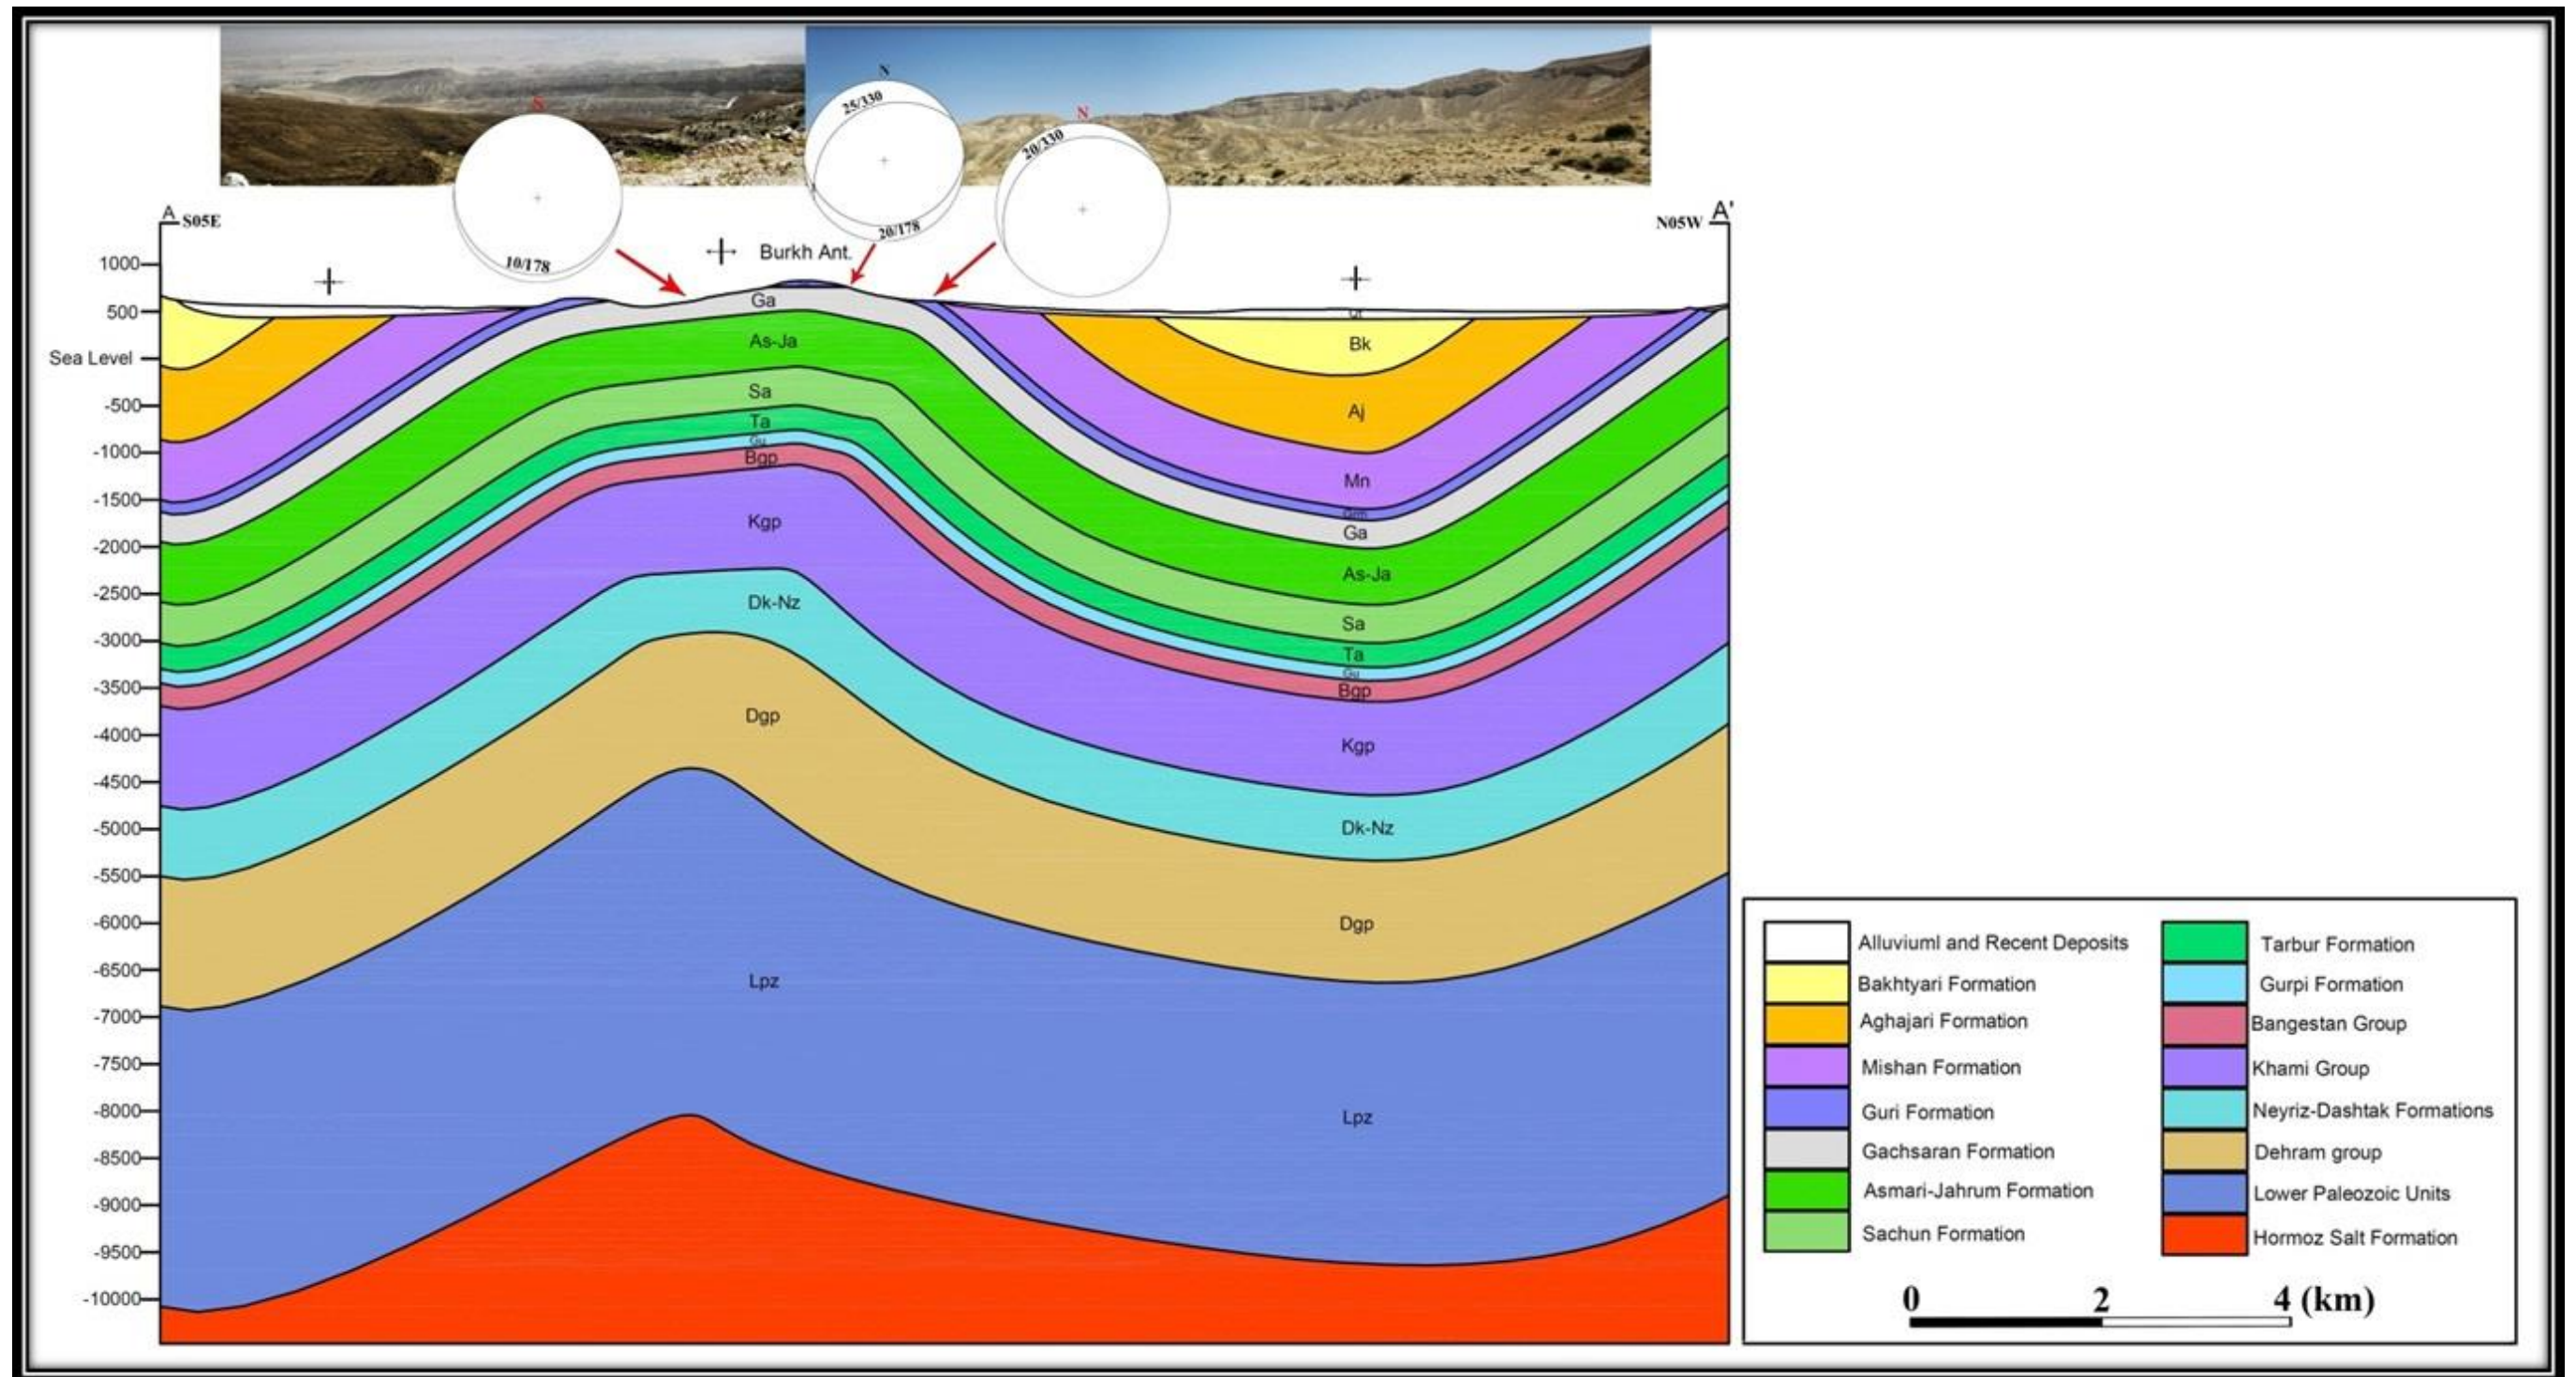 N
25/330
20/178
N
10/178
N
20/330
A
S05E
N05W
A'
Burkh Ant.
1000
500
Sea Level
-500
-1000
-1500
-2000
-2500
-3000
-3500
-4000
-4500
-5000
-5500
-6000
-6500
-7000
-7500
-8000
-8500
-9000
-9500
-10000
Ga
As-Ja
Sa
Ta
Gu
Bgp
Kgp
Dk-Nz
Dgp
Lpz
Bk
Aj
Mn
Ga
As-Ja
Sa
Ta
Gu
Bgp
Kgp
Dk-Nz
Dgp
Lpz
Alluviuml and Recent Deposits
Bakhtyari Formation
Aghajari Formation
Mishan Formation
Guri Formation
Gachsaran Formation
Asmari-Jahrum Formation
Sachun Formation
Tarbur Formation
Gurpi Formation
Bangestan Group
Khami Group
Neyriz-Dashtak Formations
Dehram group
Lower Paleozoic Units
Hormoz Salt Formation
0 2 4 (km)